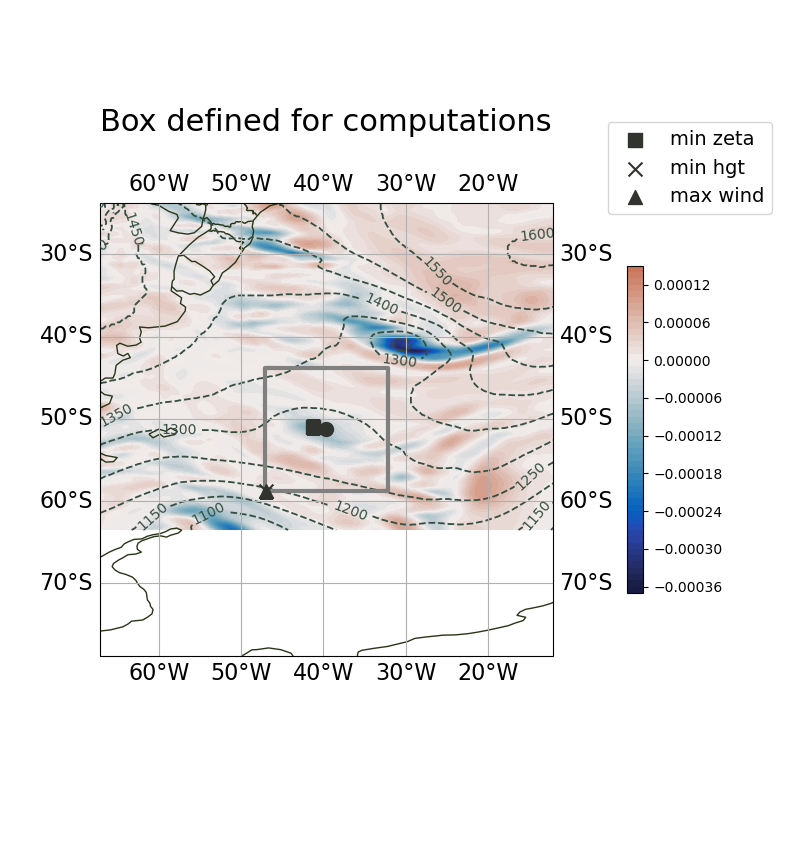 Box defined for computations
min zeta
min hgt
max wind
60°W 50°W 40°W 30°W 20°W
1450
1600
30°S 30°S
1550
0.00012
1500
1400
0.00006
40°S 40°S
1300
0.00000
−0.00006
1350
50°S 50°S
1300
−0.00012
1250
−0.00018
60°S 60°S
1150 1100 1200 1150
−0.00024
−0.00030
70°S 70°S
−0.00036
60°W 50°W 40°W 30°W 20°W